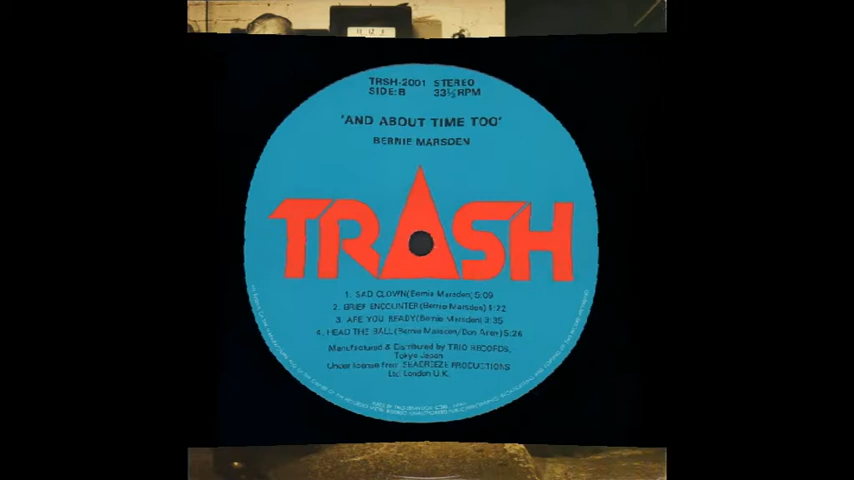 TRSH-2001 STEREO
SIDE:B 33⅓RPM
'AND ABOUT TIME TOO'
BERNIE MARSDEN
TRASH
1. SAD CLOWN(Bernie Marsden)5:09
2. BRIEF ENCOUNTER(Bernie Marsden)4:22
3. ARE YOU READY(Bernie Marsden)3:35
4. HEAD THE BALL(Bernie Marsden/Don Airey)5:26
Manufactured & Distributed by TRIO RECORDS,
Tokyo Japan
Under license from SEABREEZE PRODUCTIONS
Ltd. London U.K.